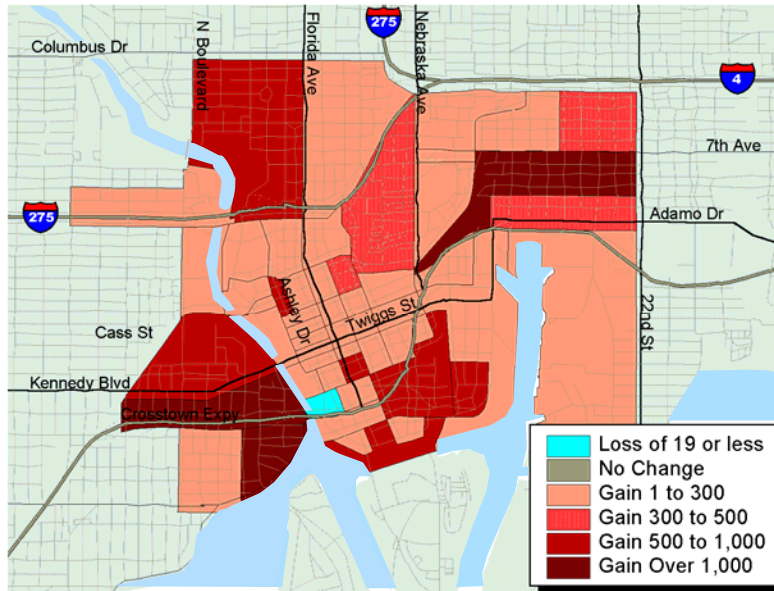 275
Columbus Dr
N Boulevard
Florida Ave
Nebraska Ave
4
7th Ave
275
Adamo Dr
Ashley Dr
Twiggs St
22nd St
Cass St
Kennedy Blvd
Crosstown Expy
Loss of 19 or less
No Change
Gain 1 to 300
Gain 300 to 500
Gain 500 to 1,000
Gain Over 1,000